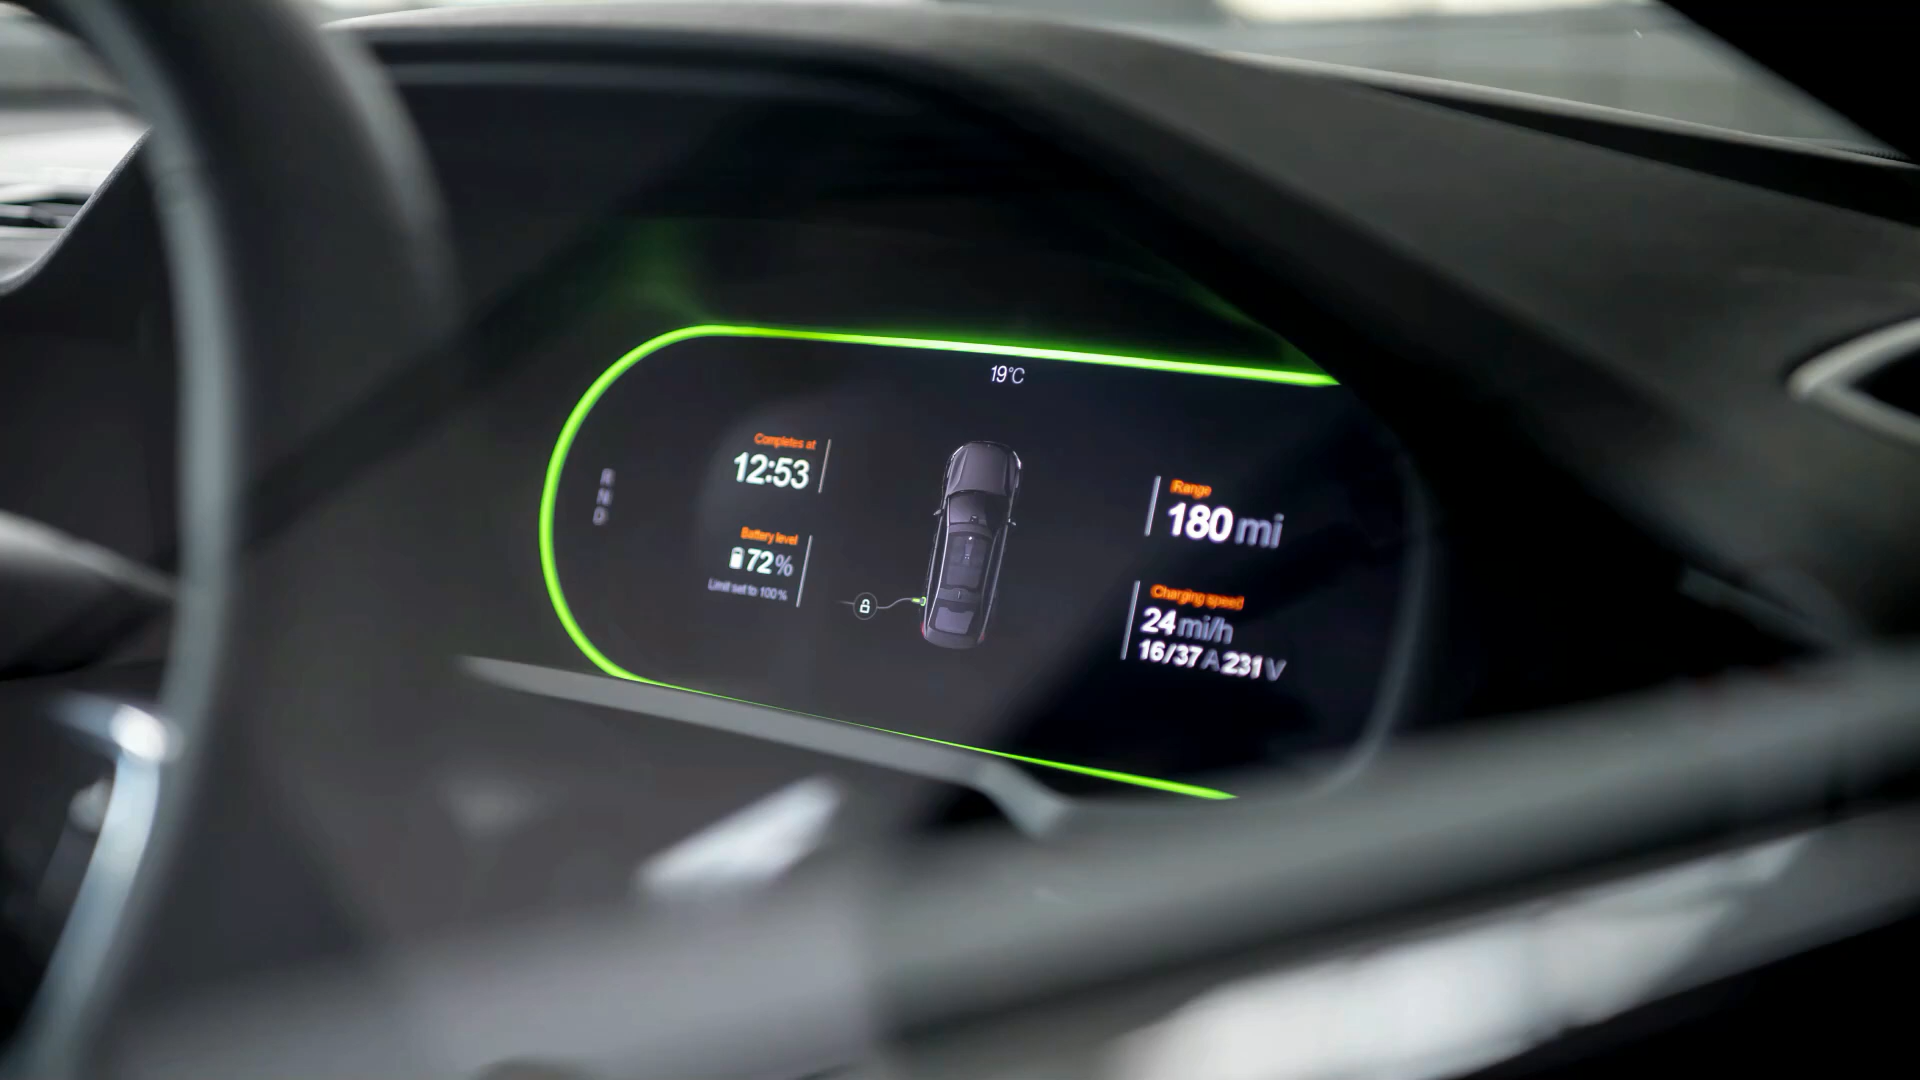 19°C
R
N
D
Completes at
12:53
Battery level
72%
Limit set to 100%
Range
180 mi
Charging speed
24 mi/h
16/37 A 231 V